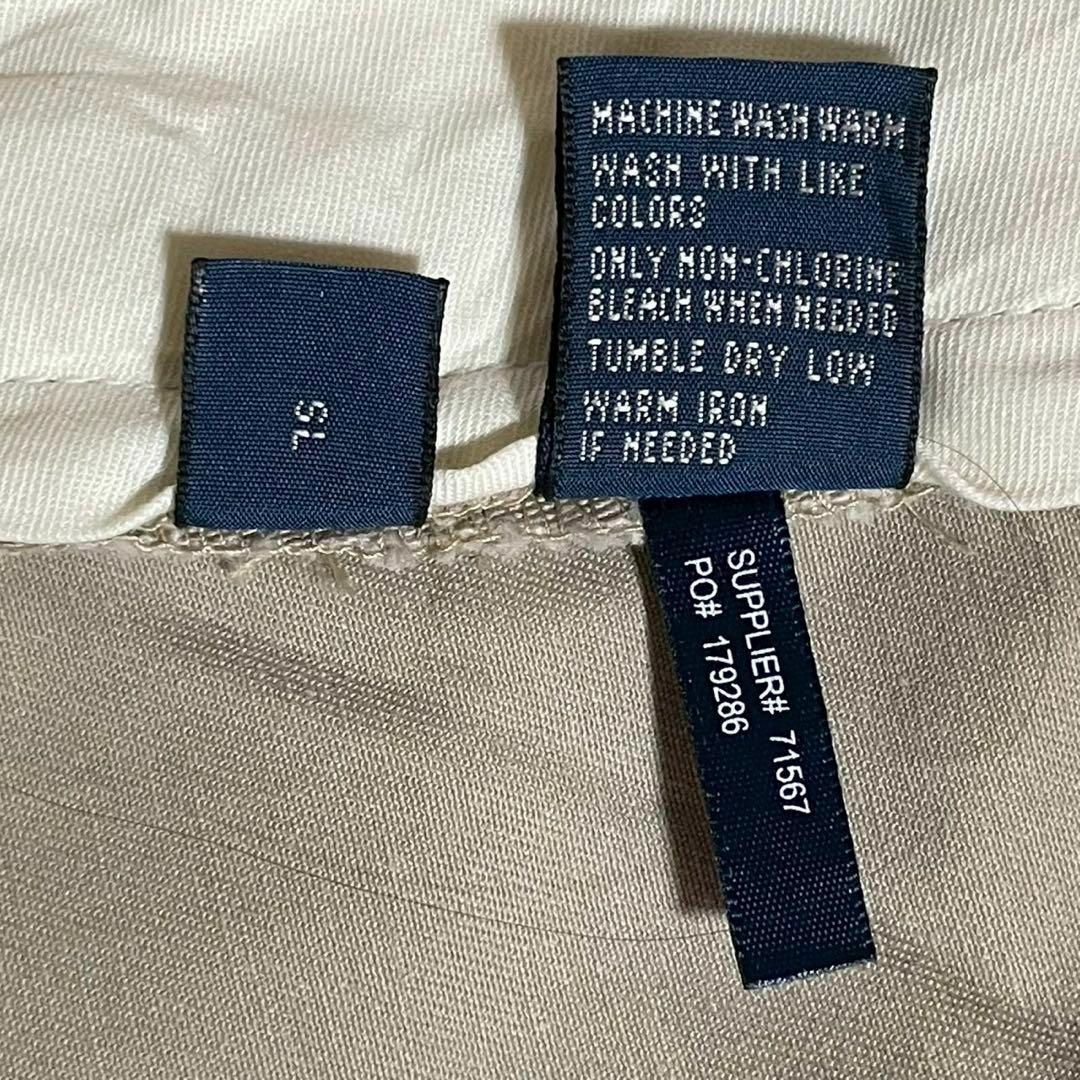 MACHINE WASH WARM
WASH WITH LIKE
COLORS
ONLY NON-CHLORINE
BLEACH WHEN NEEDED
TUMBLE DRY LOW
WARM IRON
IF NEEDED
SL
SUPPLIER# 71567
PO# 179286